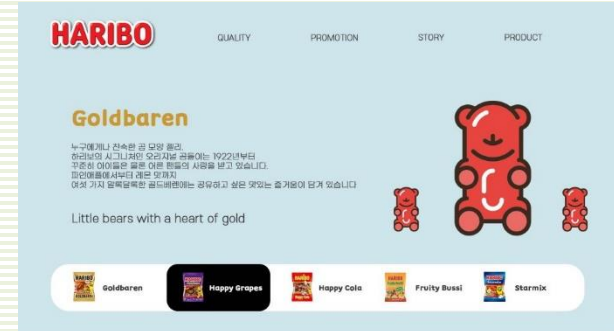 HARIBO
QUALITY PROMOTION STORY PRODUCT
Goldbaren
누구에게나 친숙한 곰 모양 젤리,
하리보의 시그니처인 오리지널 곰돌이는 1922년부터
꾸준히 아이들은 물론 어른 팬들의 사랑을 받고 있습니다.
파인애플에서부터 레몬 맛까지
여섯 가지 알록달록한 골드베렌에는 공유하고 싶은 맛있는 즐거움이 담겨 있습니다
Little bears with a heart of gold
Goldbaren Happy Grapes Happy Cola Fruity Bussi Starmix